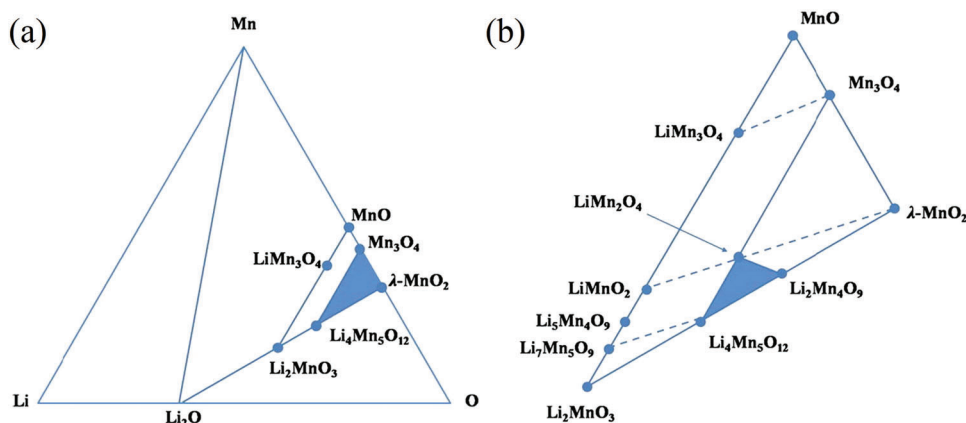 (a)
Mn
MnO
Mn₃O₄
LiMn₃O₄
λ-MnO₂
Li₄Mn₅O₁₂
Li₂MnO₃
Li
Li₂O
O
(b)
MnO
Mn₃O₄
LiMn₃O₄
LiMn₂O₄
λ-MnO₂
LiMnO₂
Li₂Mn₄O₉
Li₅Mn₄O₉
Li₇Mn₅O₉
Li₄Mn₅O₁₂
Li₂MnO₃